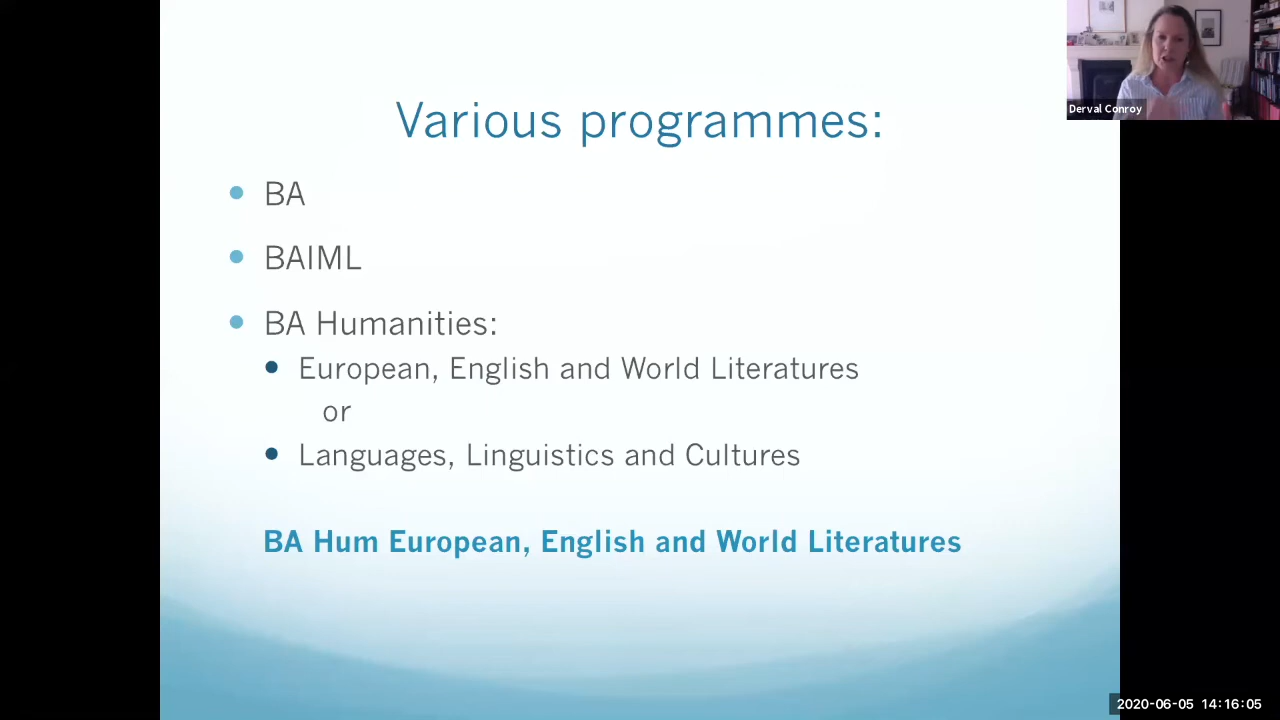 Various programmes:
BA
BAIML
BA Humanities:
European, English and World Literatures
or
Languages, Linguistics and Cultures
BA Hum European, English and World Literatures
Derval Conroy
2020-06-05 14:16:05